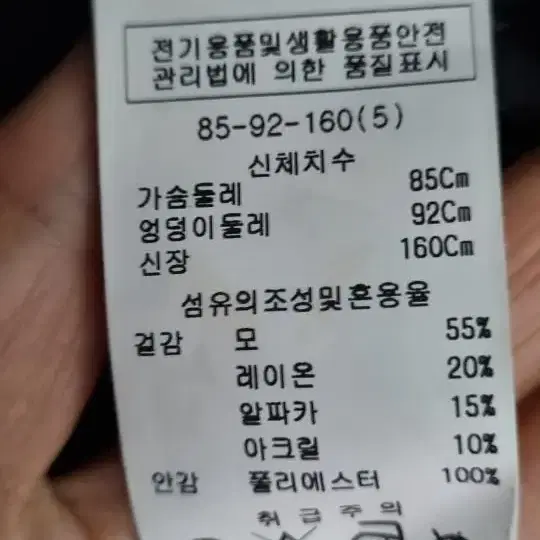 전기용품및생활용품안전
관리법에 의한 품질표시
85-92-160(5)
신체치수
가슴둘레 85Cm
엉덩이둘레 92Cm
신장 160Cm
섬유의조성및혼용율
겉감 모 55%
레이온 20%
알파카 15%
아크릴 10%
안감 폴리에스터 100%
취급주의